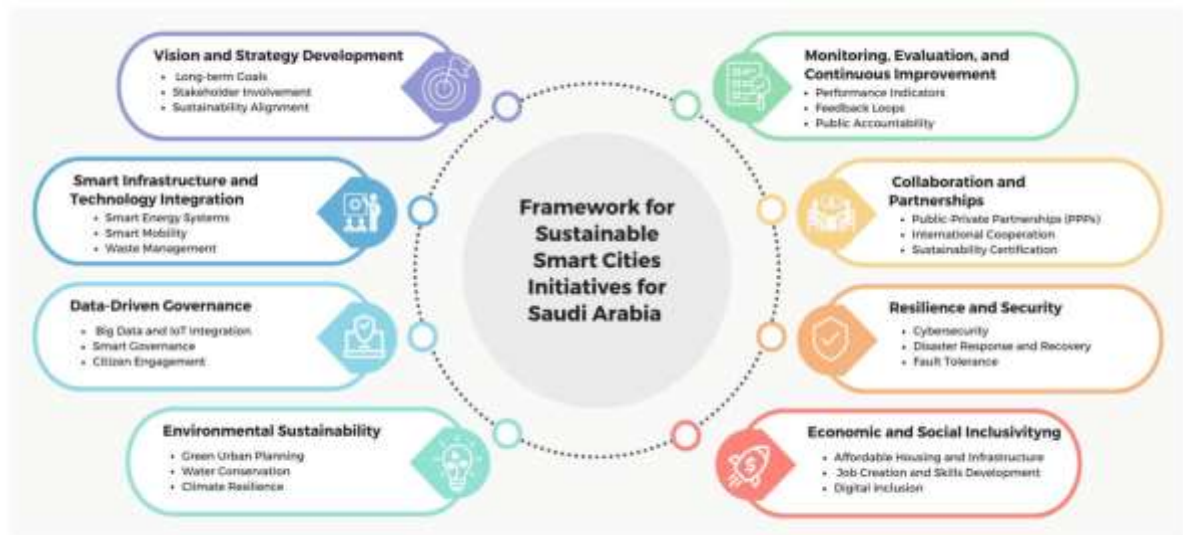 Vision and Strategy Development
• Long-term Goals
• Stakeholder Involvement
• Sustainability Alignment
Smart Infrastructure and
Technology Integration
• Smart Energy Systems
• Smart Mobility
• Waste Management
Data-Driven Governance
• Big Data and IoT Integration
• Smart Governance
• Citizen Engagement
Environmental Sustainability
• Green Urban Planning
• Water Conservation
• Climate Resilience
Framework for
Sustainable
Smart Cities
Initiatives for
Saudi Arabia
Monitoring, Evaluation, and
Continuous Improvement
• Performance Indicators
• Feedback Loops
• Public Accountability
Collaboration and
Partnerships
• Public-Private Partnerships (PPPs)
• International Cooperation
• Sustainability Certification
Resilience and Security
• Cybersecurity
• Disaster Response and Recovery
• Fault Tolerance
Economic and Social Inclusivityng
• Affordable Housing and Infrastructure
• Job Creation and Skills Development
• Digital Inclusion
$